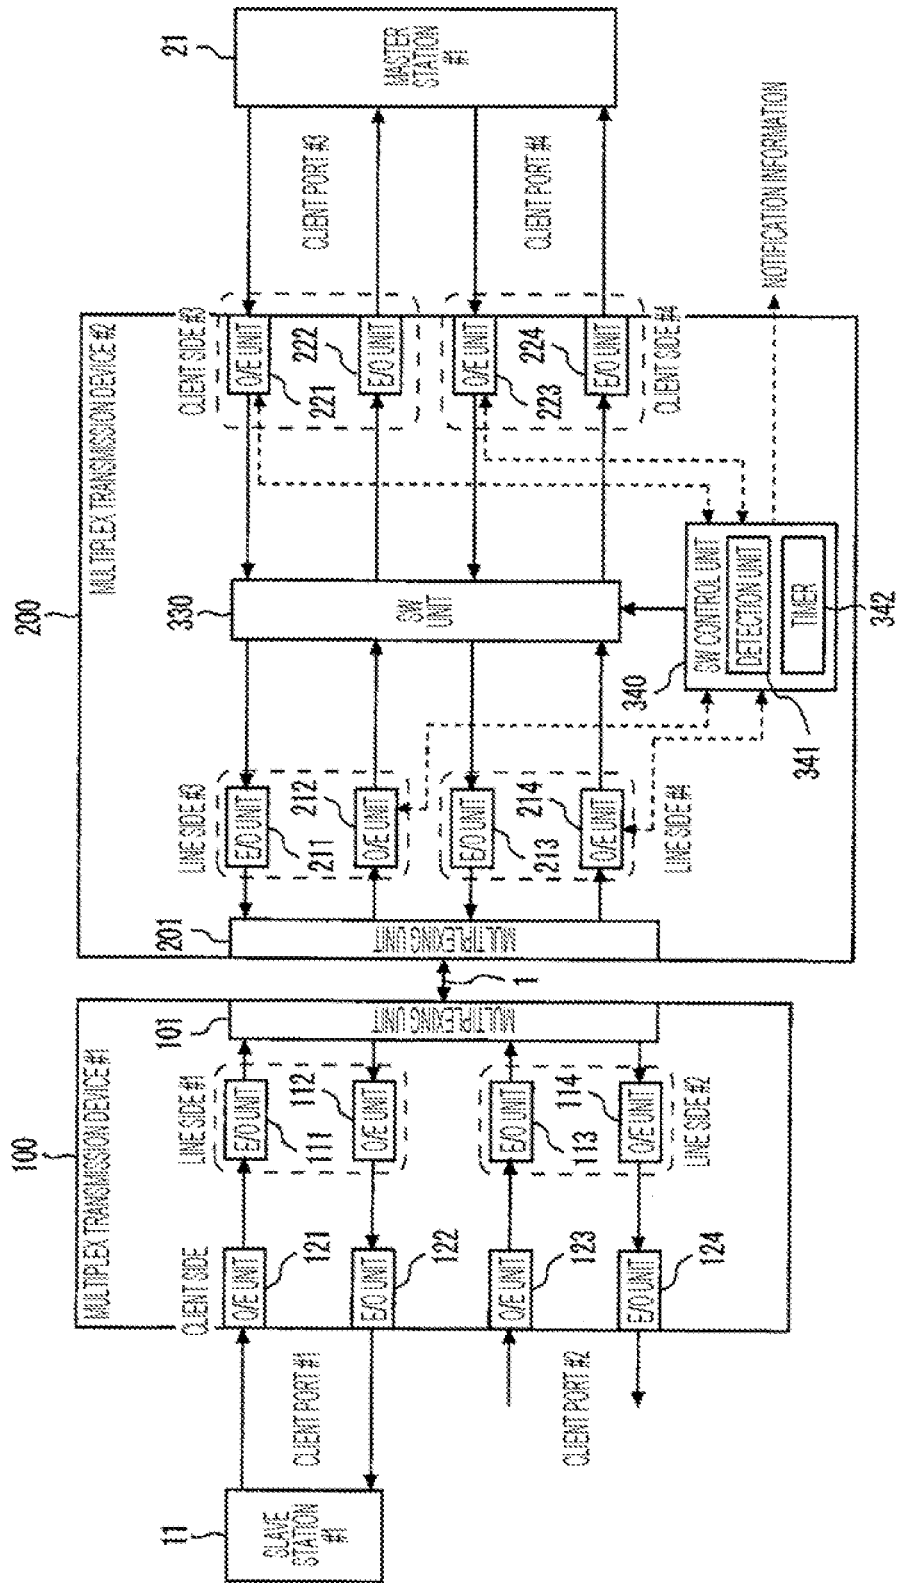 200
MULTIPLEX TRANSMISSION DEVICE #2
100
MULTIPLEX TRANSMISSION DEVICE #1
11
SLAVE
STATION
#1
CLIENT PORT #1
CLIENT PORT #2
CLIENT SIDE
O/E UNIT
121
E/O UNIT
122
O/E UNIT
123
E/O UNIT
124
LINE SIDE #1
E/O UNIT
111
112
O/E UNIT
E/O UNIT
113
114
O/E UNIT
LINE SIDE #2
101
MULTIPLEXING UNIT
1
201
MULTIPLEXING UNIT
LINE SIDE #3
E/O UNIT
211
212
O/E UNIT
E/O UNIT
213
214
O/E UNIT
LINE SIDE #4
330
SW
UNIT
340
SW CONTROL UNIT
DETECTION UNIT
341
TIMER
342
CLIENT SIDE #3
O/E UNIT
221
222
E/O UNIT
O/E UNIT
223
224
E/O UNIT
CLIENT SIDE #4
CLIENT PORT #3
CLIENT PORT #4
21
MASTER
STATION
#1
NOTIFICATION INFORMATION